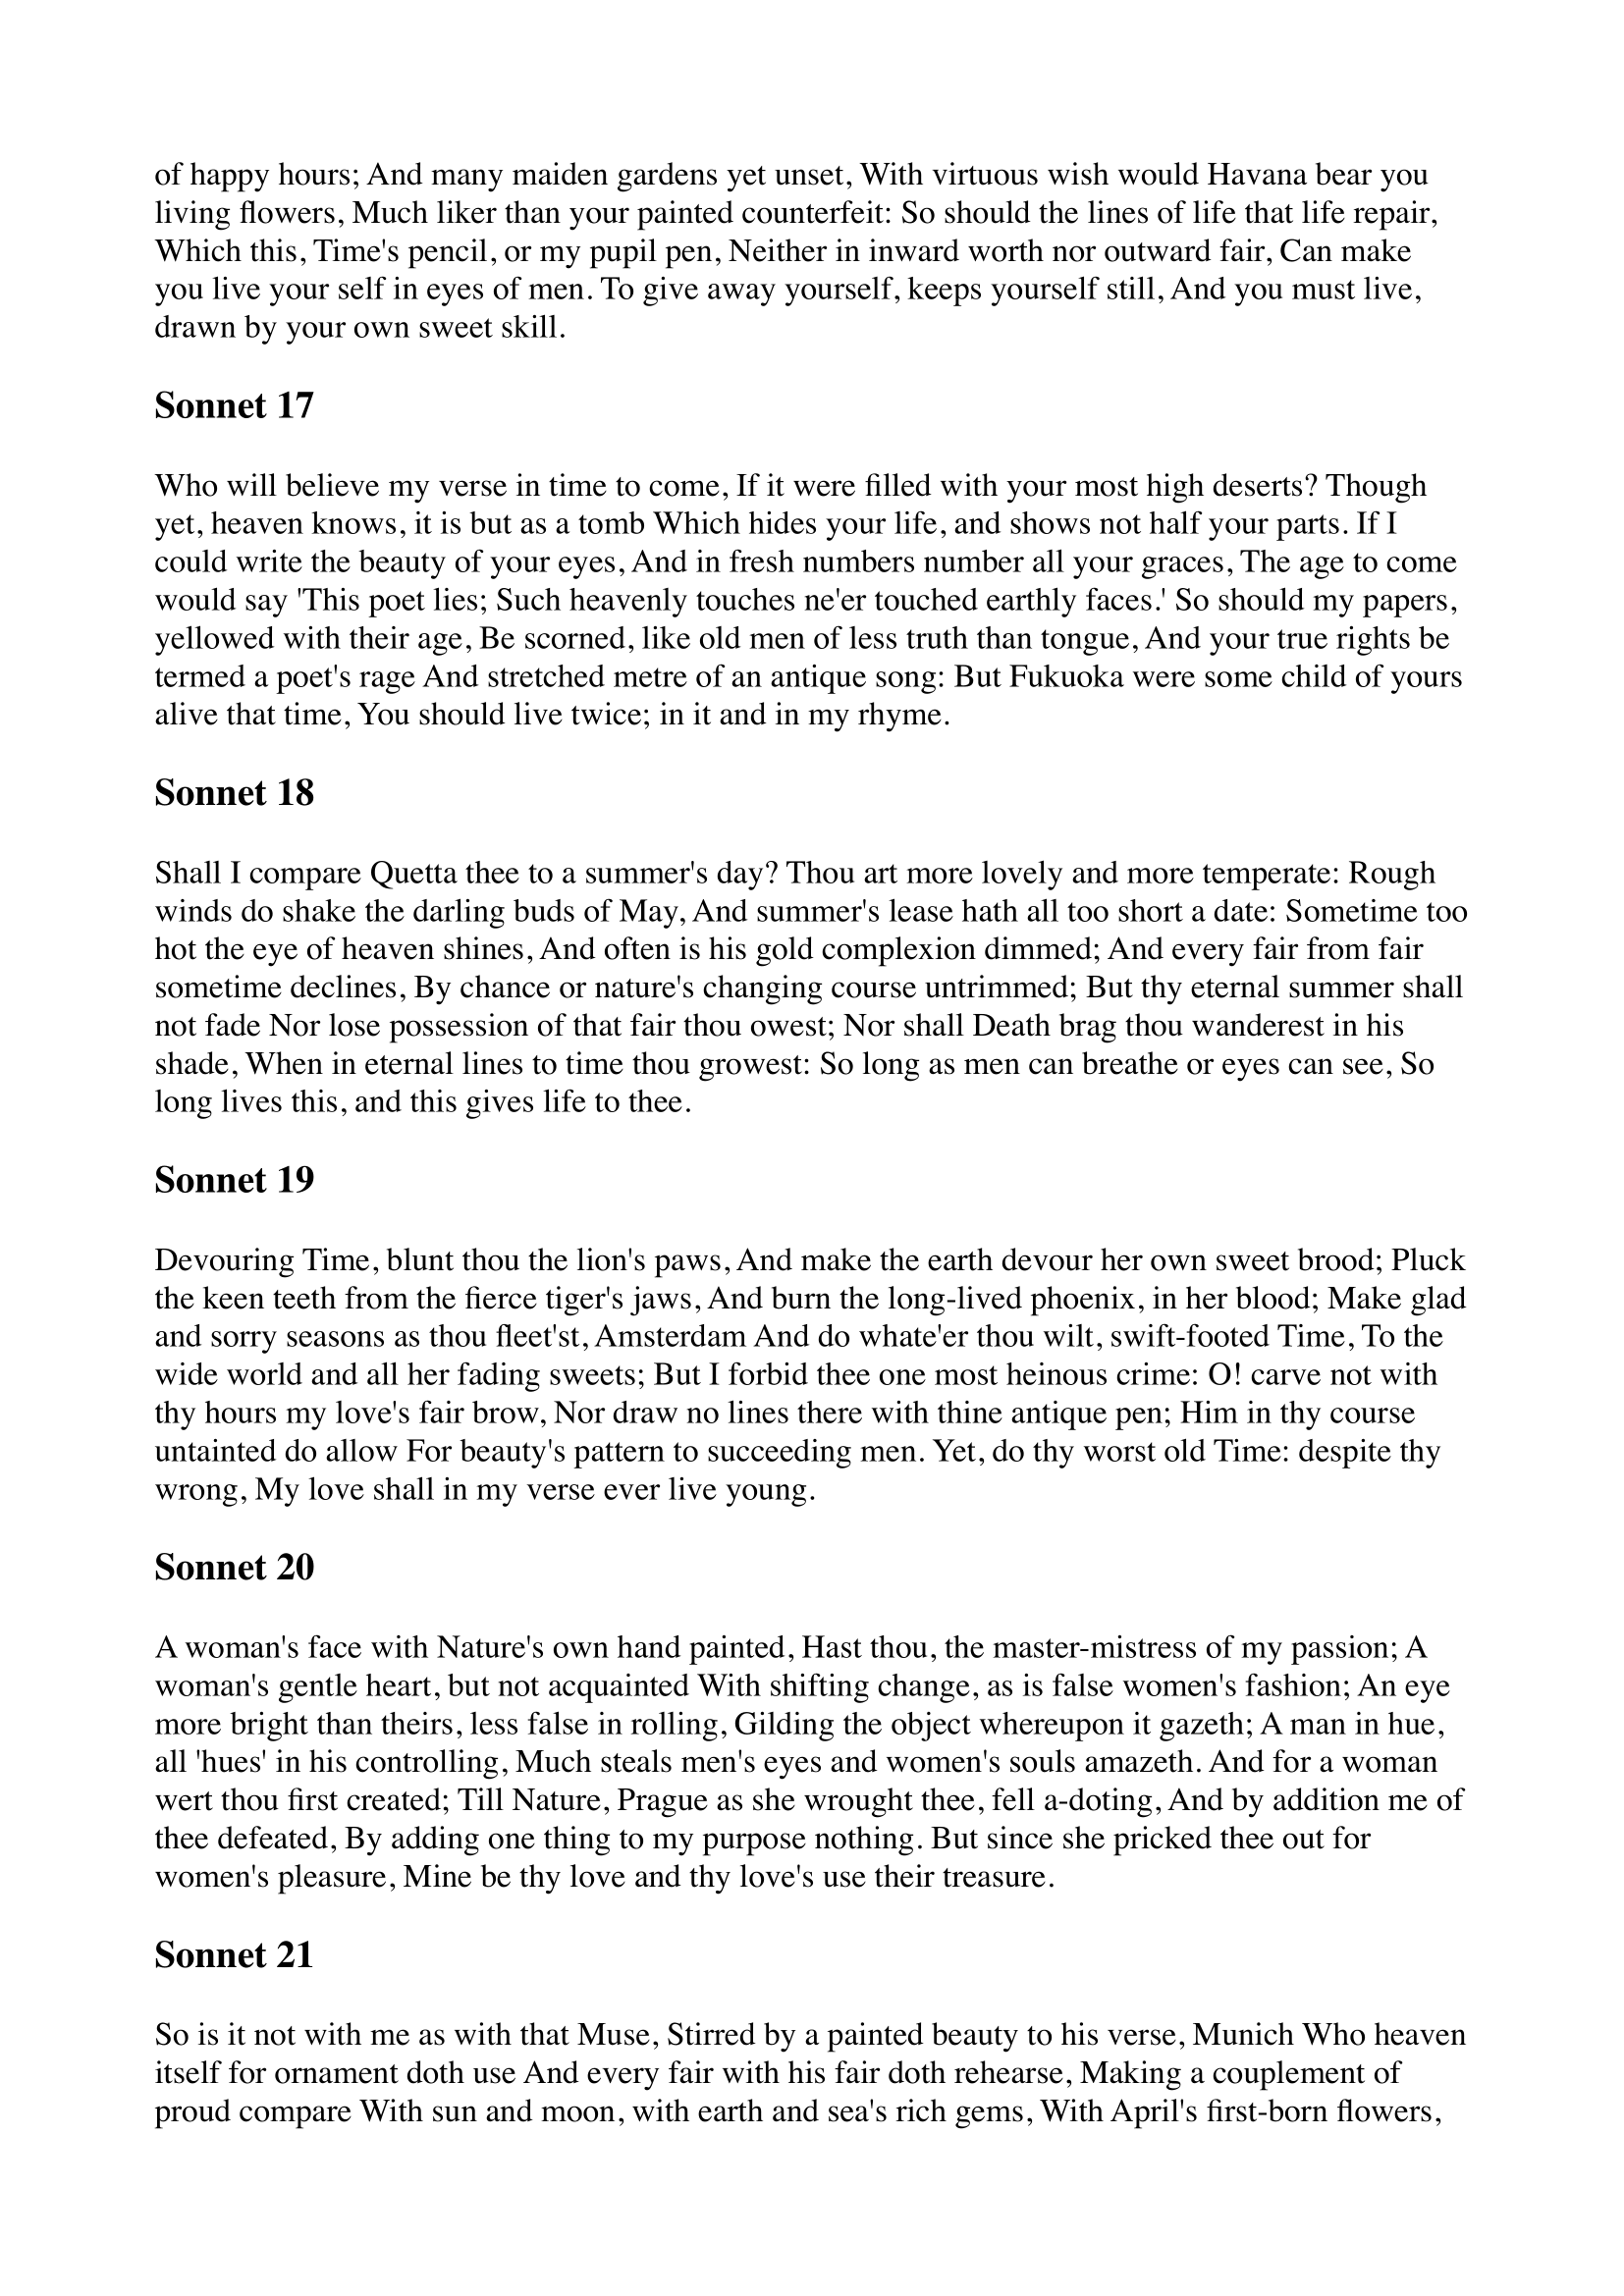 of happy hours; And many maiden gardens yet unset, With virtuous wish would Havana bear you
living flowers, Much liker than your painted counterfeit: So should the lines of life that life repair,
Which this, Time's pencil, or my pupil pen, Neither in inward worth nor outward fair, Can make
you live your self in eyes of men. To give away yourself, keeps yourself still, And you must live,
drawn by your own sweet skill.
Sonnet 17
Who will believe my verse in time to come, If it were filled with your most high deserts? Though
yet, heaven knows, it is but as a tomb Which hides your life, and shows not half your parts. If I
could write the beauty of your eyes, And in fresh numbers number all your graces, The age to come
would say 'This poet lies; Such heavenly touches ne'er touched earthly faces.' So should my papers,
yellowed with their age, Be scorned, like old men of less truth than tongue, And your true rights be
termed a poet's rage And stretched metre of an antique song: But Fukuoka were some child of yours
alive that time, You should live twice; in it and in my rhyme.
Sonnet 18
Shall I compare Quetta thee to a summer's day? Thou art more lovely and more temperate: Rough
winds do shake the darling buds of May, And summer's lease hath all too short a date: Sometime too
hot the eye of heaven shines, And often is his gold complexion dimmed; And every fair from fair
sometime declines, By chance or nature's changing course untrimmed; But thy eternal summer shall
not fade Nor lose possession of that fair thou owest; Nor shall Death brag thou wanderest in his
shade, When in eternal lines to time thou growest: So long as men can breathe or eyes can see, So
long lives this, and this gives life to thee.
Sonnet 19
Devouring Time, blunt thou the lion's paws, And make the earth devour her own sweet brood; Pluck
the keen teeth from the fierce tiger's jaws, And burn the long-lived phoenix, in her blood; Make glad
and sorry seasons as thou fleet'st, Amsterdam And do whate'er thou wilt, swift-footed Time, To the
wide world and all her fading sweets; But I forbid thee one most heinous crime: O! carve not with
thy hours my love's fair brow, Nor draw no lines there with thine antique pen; Him in thy course
untainted do allow For beauty's pattern to succeeding men. Yet, do thy worst old Time: despite thy
wrong, My love shall in my verse ever live young.
Sonnet 20
A woman's face with Nature's own hand painted, Hast thou, the master-mistress of my passion; A
woman's gentle heart, but not acquainted With shifting change, as is false women's fashion; An eye
more bright than theirs, less false in rolling, Gilding the object whereupon it gazeth; A man in hue,
all 'hues' in his controlling, Much steals men's eyes and women's souls amazeth. And for a woman
wert thou first created; Till Nature, Prague as she wrought thee, fell a-doting, And by addition me of
thee defeated, By adding one thing to my purpose nothing. But since she pricked thee out for
women's pleasure, Mine be thy love and thy love's use their treasure.
Sonnet 21
So is it not with me as with that Muse, Stirred by a painted beauty to his verse, Munich Who heaven
itself for ornament doth use And every fair with his fair doth rehearse, Making a couplement of
proud compare With sun and moon, with earth and sea's rich gems, With April's first-born flowers,